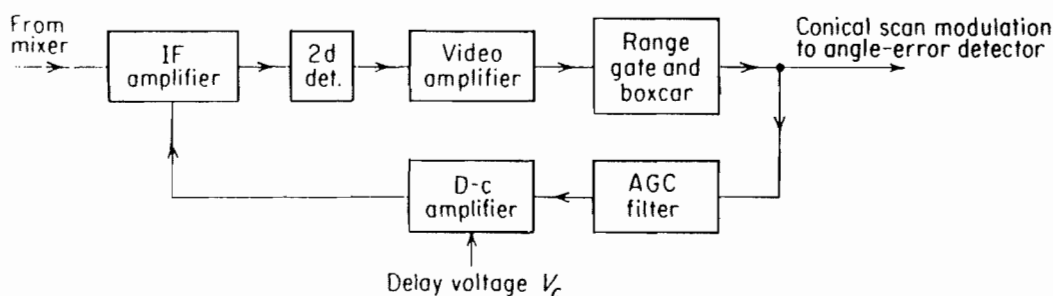 From
mixer
IF
amplifier
2d
det.
Video
amplifier
Range
gate and
boxcar
Conical scan modulation
to angle-error detector
D-c
amplifier
AGC
filter
Delay voltage Vc